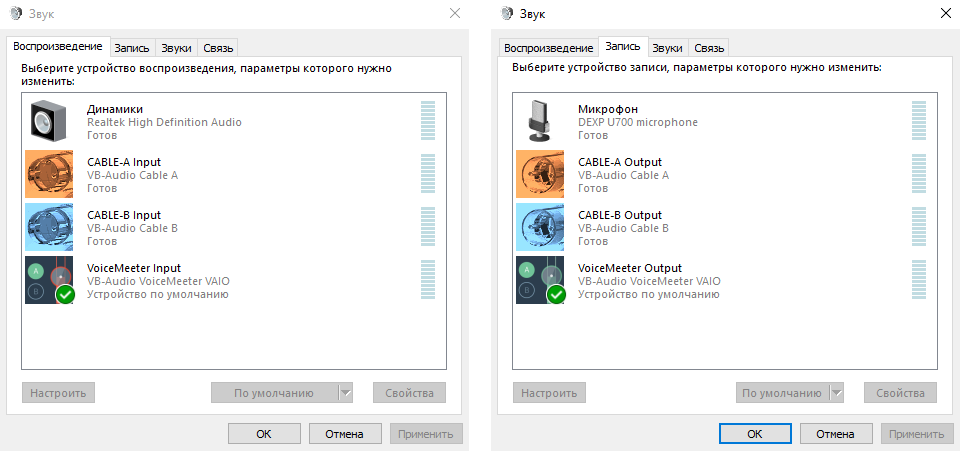 Звук
Воспроизведение Запись Звуки Связь
Выберите устройство воспроизведения, параметры которого нужно
изменить:
Динамики
Realtek High Definition Audio
Готов
CABLE-A Input
VB-Audio Cable A
Готов
CABLE-B Input
VB-Audio Cable B
Готов
A
B
VoiceMeeter Input
VB-Audio VoiceMeeter VAIO
Устройство по умолчанию
Настроить По умолчанию Свойства
ОК Отмена Применить
Звук
Воспроизведение Запись Звуки Связь
Выберите устройство записи, параметры которого нужно изменить:
Микрофон
DEXP U700 microphone
Готов
CABLE-A Output
VB-Audio Cable A
Готов
CABLE-B Output
VB-Audio Cable B
Готов
A
B
VoiceMeeter Output
VB-Audio VoiceMeeter VAIO
Устройство по умолчанию
Настроить По умолчанию Свойства
ОК Отмена Применить